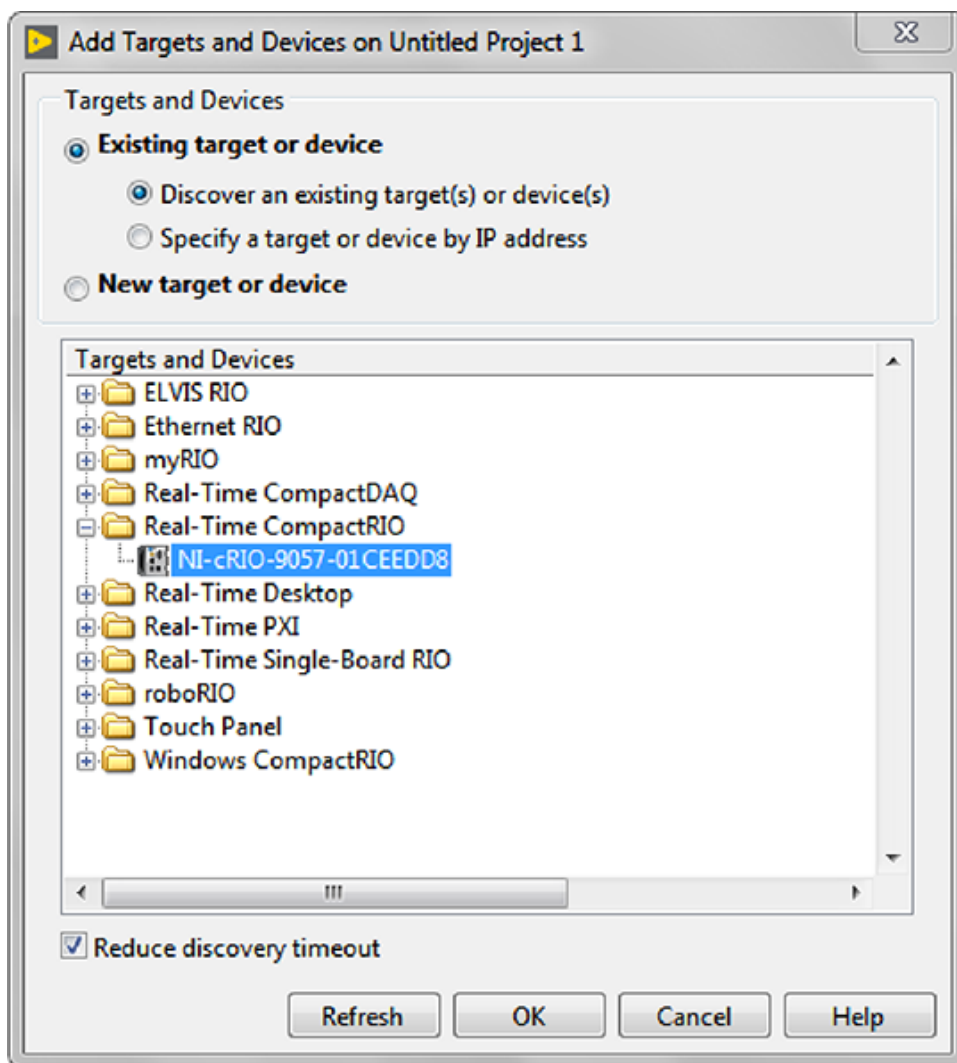 Add Targets and Devices on Untitled Project 1
Targets and Devices
Existing target or device
Discover an existing target(s) or device(s)
Specify a target or device by IP address
New target or device
Targets and Devices
ELVIS RIO
Ethernet RIO
myRIO
Real-Time CompactDAQ
Real-Time CompactRIO
NI-cRIO-9057-01CEEDD8
Real-Time Desktop
Real-Time PXI
Real-Time Single-Board RIO
roboRIO
Touch Panel
Windows CompactRIO
Reduce discovery timeout
Refresh OK Cancel Help